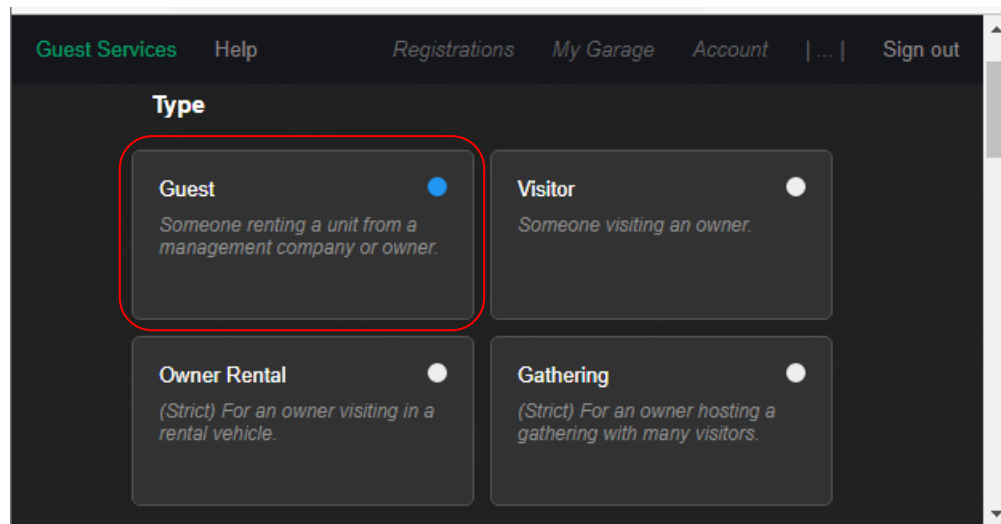 Guest Services Help Registrations My Garage Account | ... | Sign out
Type
Guest
Someone renting a unit from a
management company or owner.
Visitor
Someone visiting an owner.
Owner Rental
(Strict) For an owner visiting in a
rental vehicle.
Gathering
(Strict) For an owner hosting a
gathering with many visitors.